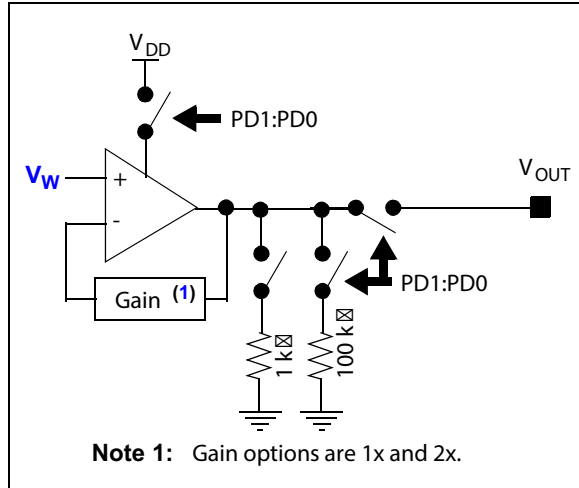 VDD
PD1:PD0
VW
+
VOUT
-
Gain (1)
PD1:PD0
1 k☒
100 k☒
Note 1: Gain options are 1x and 2x.